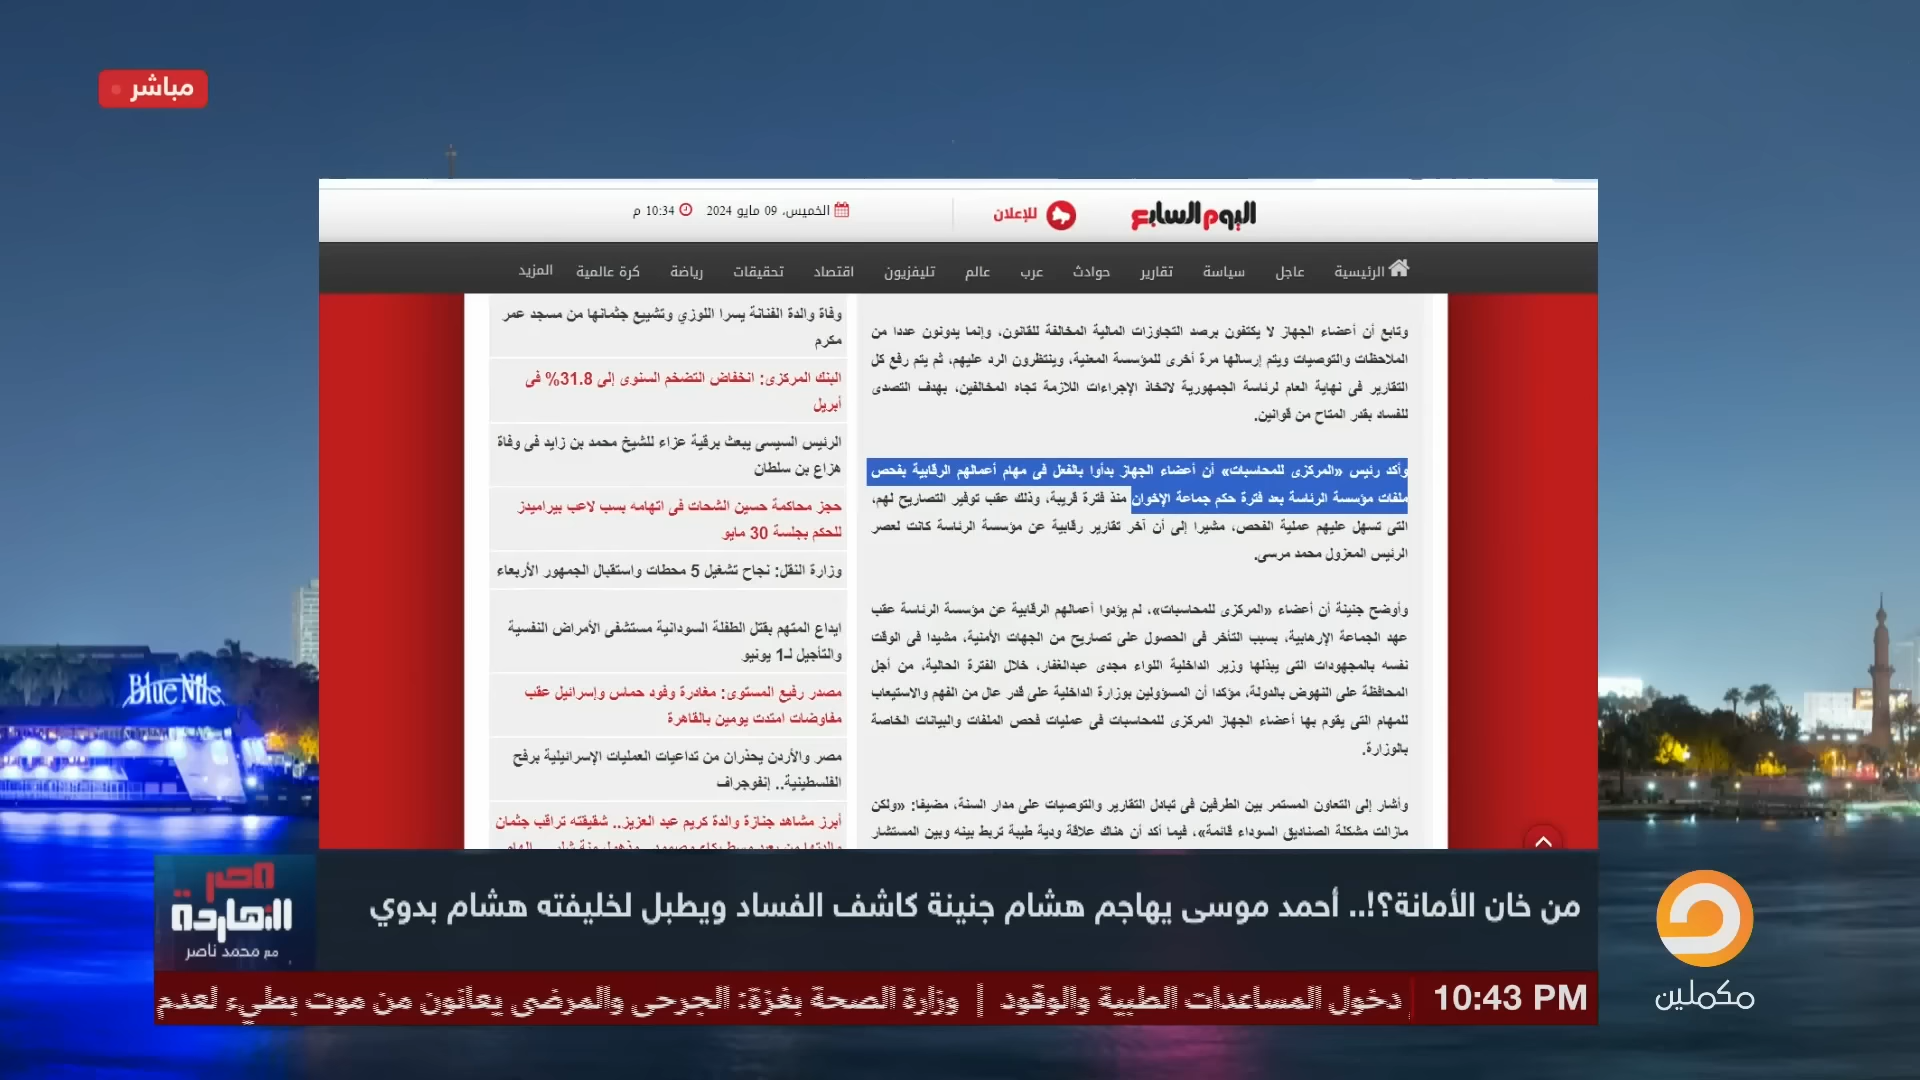 مباشر
اليوم السابع
للإعلان
الخميس، 09 مايو 2024
10:34 م
الرئيسية عاجل سياسة تقارير حوادث عرب عالم تليفزيون اقتصاد تحقيقات رياضة كرة عالمية المزيد
وتابع أن أعضاء الجهاز لا يكتفون برصد التجاوزات المالية المخالفة للقانون، وإنما يدونون عددا من
الملاحظات والتوصيات ويتم إرسالها مرة أخرى للمؤسسة المعنية، وينتظرون الرد عليهم، ثم يتم رفع كل
التقارير فى نهاية العام لرئاسة الجمهورية لاتخاذ الإجراءات اللازمة تجاه المخالفين، بهدف التصدى
للفساد بقدر المتاح من قوانين.
وأكد رئيس «المركزى للمحاسبات» أن أعضاء الجهاز بدأوا بالفعل فى مهام أعمالهم الرقابية بفحص
ملفات مؤسسة الرئاسة بعد فترة حكم جماعة الإخوان منذ فترة قريبة، وذلك عقب توفير التصاريح لهم،
التى تسهل عليهم عملية الفحص، مشيرا إلى أن آخر تقارير رقابية عن مؤسسة الرئاسة كانت لعصر
الرئيس المعزول محمد مرسى.
وأوضح جنينة أن أعضاء «المركزى للمحاسبات»، لم يؤدوا أعمالهم الرقابية عن مؤسسة الرئاسة عقب
عهد الجماعة الإرهابية، بسبب التأخر فى الحصول على تصاريح من الجهات الأمنية، مشيدا فى الوقت
نفسه بالمجهودات التى يبذلها وزير الداخلية اللواء مجدى عبدالغفار، خلال الفترة الحالية، من أجل
المحافظة على النهوض بالدولة، مؤكدا أن المسؤولين بوزارة الداخلية على قدر عال من الفهم والاستيعاب
للمهام التى يقوم بها أعضاء الجهاز المركزى للمحاسبات فى عمليات فحص الملفات والبيانات الخاصة
بالوزارة.
وأشار إلى التعاون المستمر بين الطرفين فى تبادل التقارير والتوصيات على مدار السنة، مضيفا: «ولكن
مازالت مشكلة الصناديق السوداء قائمة»، فيما أكد أن هناك علاقة ودية طيبة تربط بينه وبين المستشار
وفاة والدة الفنانة يسرا اللوزي وتشييع جثمانها من مسجد عمر
مكرم
البنك المركزى: انخفاض التضخم السنوى إلى 31.8% فى
أبريل
الرئيس السيسى يبعث برقية عزاء للشيخ محمد بن زايد فى وفاة
هزاع بن سلطان
حجز محاكمة حسين الشحات فى اتهامه بسب لاعب بيراميدز
للحكم بجلسة 30 مايو
وزارة النقل: نجاح تشغيل 5 محطات واستقبال الجمهور الأربعاء
ايداع المتهم بقتل الطفلة السودانية مستشفى الأمراض النفسية
والتأجيل لـ1 يونيو
مصدر رفيع المستوى: مغادرة وفود حماس وإسرائيل عقب
مفاوضات امتدت يومين بالقاهرة
مصر والأردن يحذران من تداعيات العمليات الإسرائيلية برفح
الفلسطينية.. إنفوجراف
أبرز مشاهد جنازة والدة كريم عبد العزيز.. شقيقته تراقب جثمان
Blue Nile
من خان الأمانة؟!.. أحمد موسى يهاجم هشام جنينة كاشف الفساد ويطبل لخليفته هشام بدوي
مصر
النهاردة
مع محمد ناصر
دخول المساعدات الطبية والوقود | وزارة الصحة بغزة: الجرحى والمرضى يعانون من موت بطيء لعدم
10:43 PM
مكملين